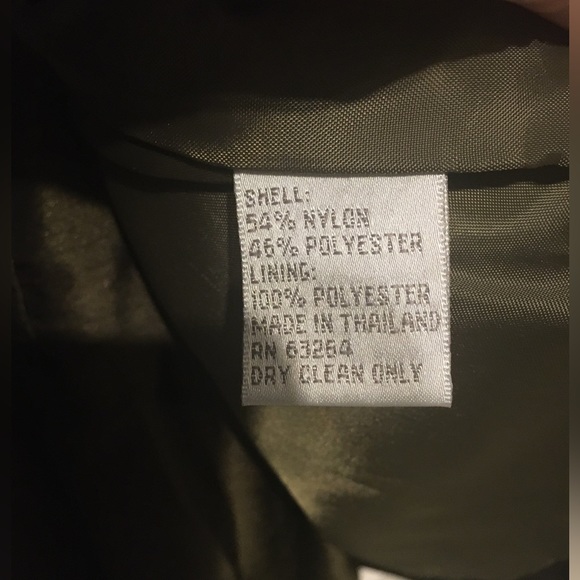 SHELL:
54% NYLON
46% POLYESTER
LINING:
100% POLYESTER
MADE IN THAILAND
RN 63264
DRY CLEAN ONLY